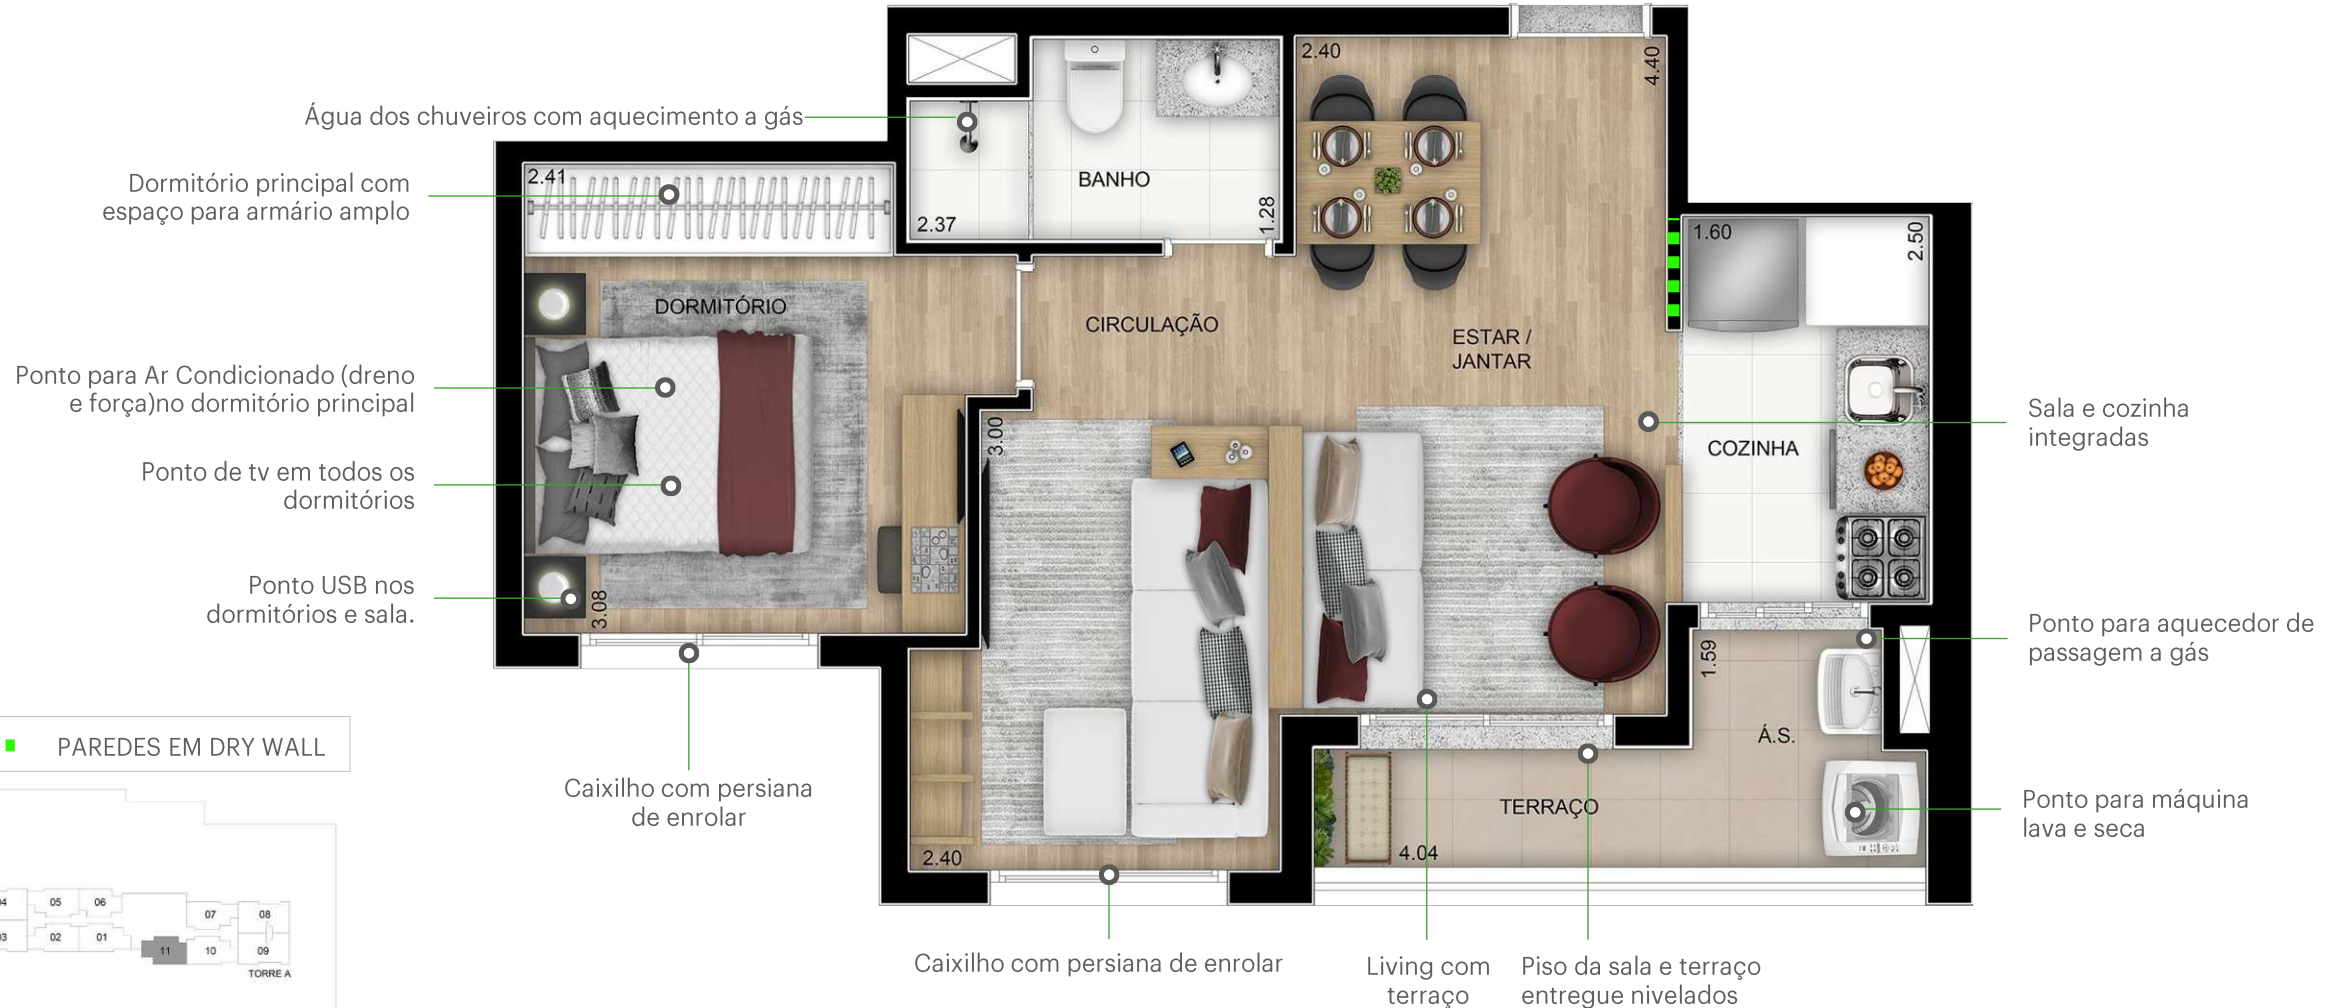 2.40
4.40
Água dos chuveiros com aquecimento a gás
Dormitório principal com
espaço para armário amplo
2.41
BANHO
2.37
1.28
1.60
2.50
DORMITÓRIO
CIRCULAÇÃO
ESTAR /
JANTAR
Ponto para Ar Condicionado (dreno
e força)no dormitório principal
3.00
Sala e cozinha
integradas
COZINHA
Ponto de tv em todos os
dormitórios
Ponto USB nos
dormitórios e sala.
3.08
1.59
Ponto para aquecedor de
passagem a gás
Á.S.
PAREDES EM DRY WALL
Caixilho com persiana
de enrolar
TERRAÇO
4.04
2.40
Ponto para máquina
lava e seca
04 05 06 07 08
03 02 01 11 10 09
TORRE A
Caixilho com persiana de enrolar
Living com
terraço
Piso da sala e terraço
entregue nivelados